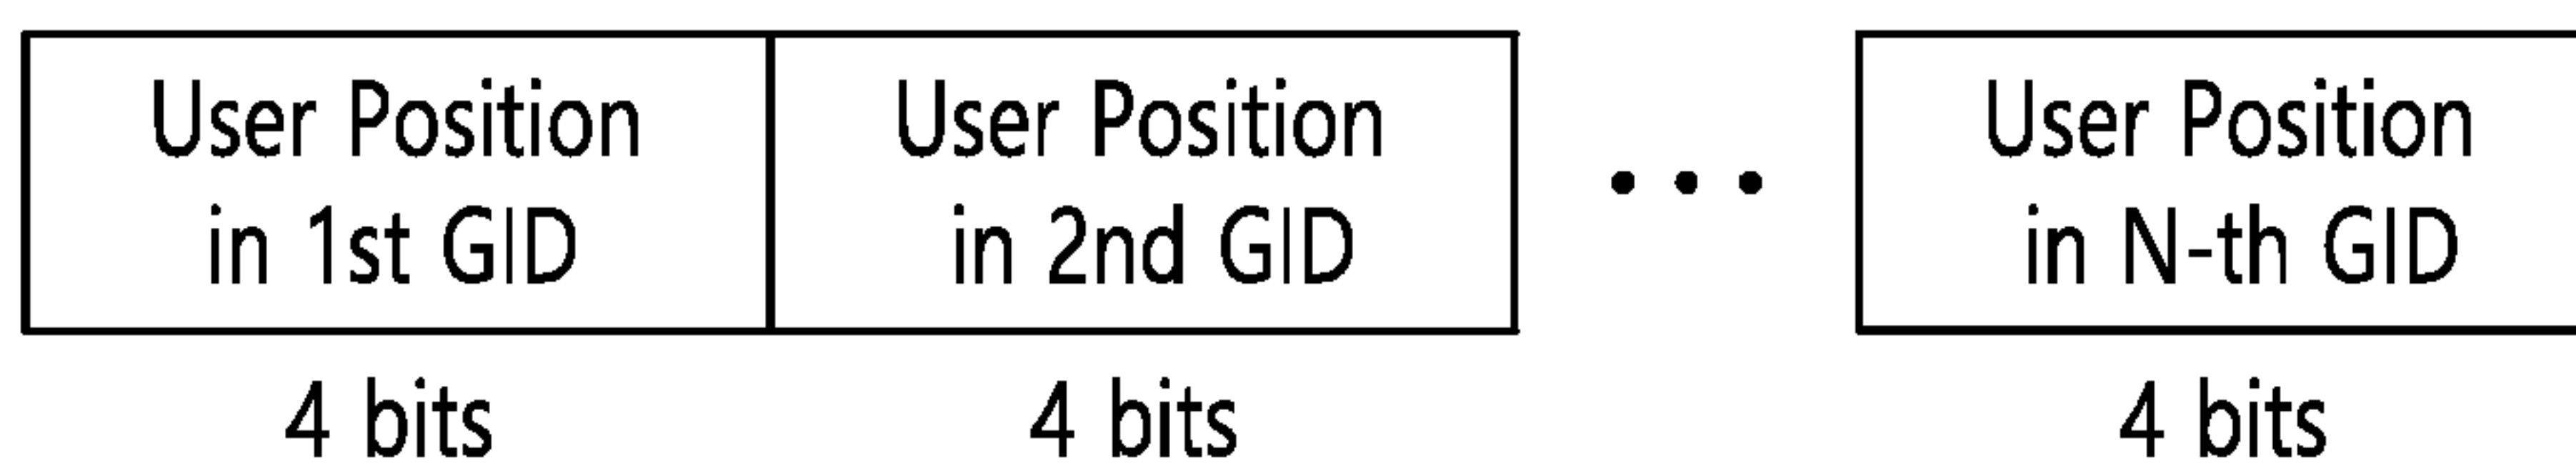 User Position
in 1st GID
User Position
in 2nd GID
• • •
User Position
in N-th GID
4 bits
4 bits
4 bits